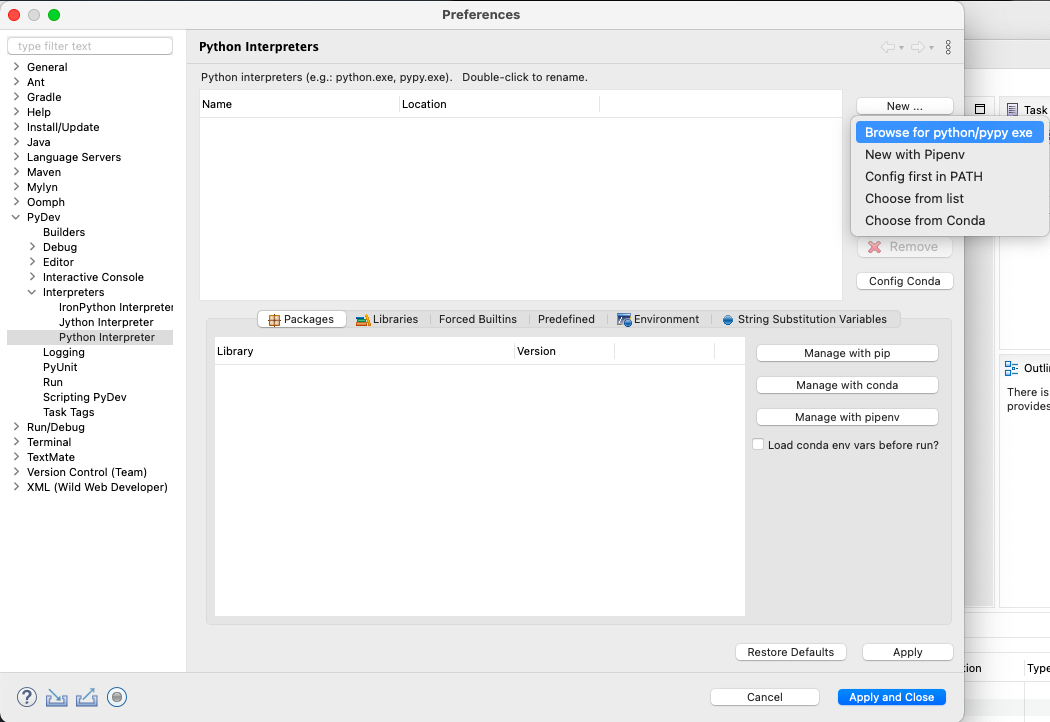 Preferences
type filter text
General
Ant
Gradle
Help
Install/Update
Java
Language Servers
Maven
Mylyn
Oomph
PyDev
Builders
Debug
Editor
Interactive Console
Interpreters
IronPython Interpreter
Jython Interpreter
Python Interpreter
Logging
PyUnit
Run
Scripting PyDev
Task Tags
Run/Debug
Terminal
TextMate
Version Control (Team)
XML (Wild Web Developer)
Python Interpreters
Python interpreters (e.g.: python.exe, pypy.exe).   Double-click to rename.
Name Location
New ...
Browse for python/pypy exe
New with Pipenv
Config first in PATH
Choose from list
Choose from Conda
Remove
Config Conda
Packages Libraries Forced Builtins Predefined Environment String Substitution Variables
Library Version
Manage with pip
Manage with conda
Manage with pipenv
Load conda env vars before run?
Restore Defaults Apply
? Cancel Apply and Close
Task
Outli
There is
provides
tion Type